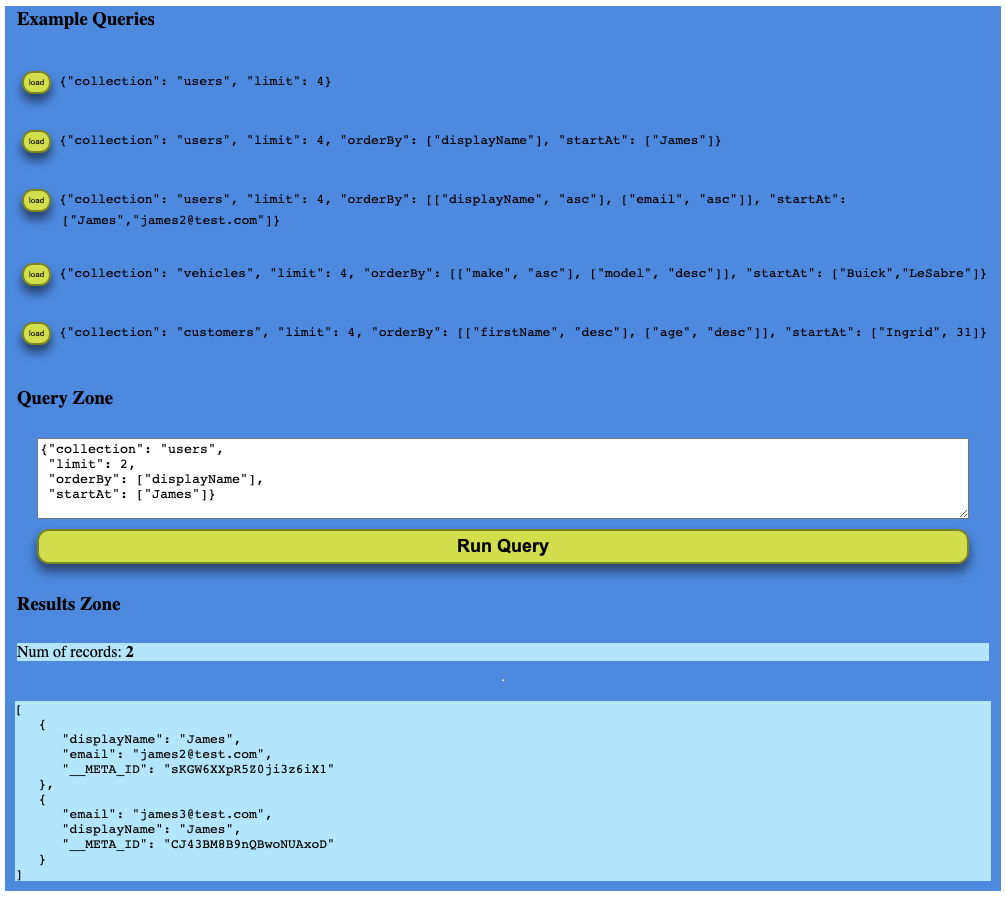 Example Queries
load {"collection": "users", "limit": 4}
load {"collection": "users", "limit": 4, "orderBy": ["displayName"], "startAt": ["James"]}
load {"collection": "users", "limit": 4, "orderBy": [["displayName", "asc"], ["email", "asc"]], "startAt":
["James","james2@test.com"]}
load {"collection": "vehicles", "limit": 4, "orderBy": [["make", "asc"], ["model", "desc"]], "startAt": ["Buick","LeSabre"]}
load {"collection": "customers", "limit": 4, "orderBy": [["firstName", "desc"], ["age", "desc"]], "startAt": ["Ingrid", 31]}
Query Zone
{"collection": "users",
 "limit": 2,
 "orderBy": ["displayName"],
 "startAt": ["James"]}
Run Query
Results Zone
Num of records: 2
[
   {
      "displayName": "James",
      "email": "james2@test.com",
      "__META_ID": "sKGW6XXpR5Z0ji3z6iX1"
   },
   {
      "email": "james3@test.com",
      "displayName": "James",
      "__META_ID": "CJ43BM8B9nQBwoNUAxoD"
   }
]